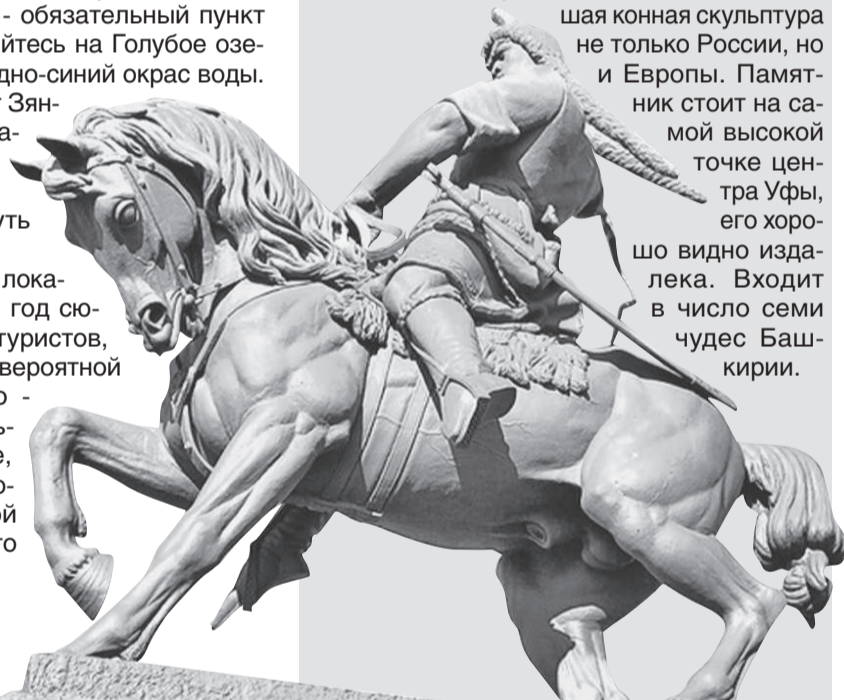 - обязательный пункт
йтесь на Голубое озе-
дно-синий окрас воды.
Зян-
а-
уть
лока-
год сю-
туристов,
вероятной
о -
ь-
е,
о-
ой
го
шая конная скульптура
не только России, но
и Европы. Памят-
ник стоит на са-
мой высокой
точке цен-
тра Уфы,
его хоро-
шо видно изда-
лека. Входит
в число семи
чудес Баш-
кирии.